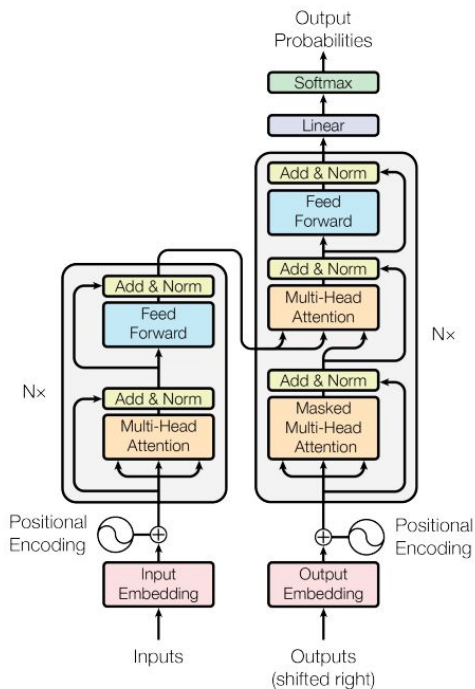 Output
Probabilities
Softmax
Linear
Add & Norm
Feed
Forward
Add & Norm
Multi-Head
Attention
Nx
Add & Norm
Masked
Multi-Head
Attention
Add & Norm
Feed
Forward
Nx
Add & Norm
Multi-Head
Attention
Positional
Encoding
Positional
Encoding
Input
Embedding
Output
Embedding
Inputs
Outputs
(shifted right)